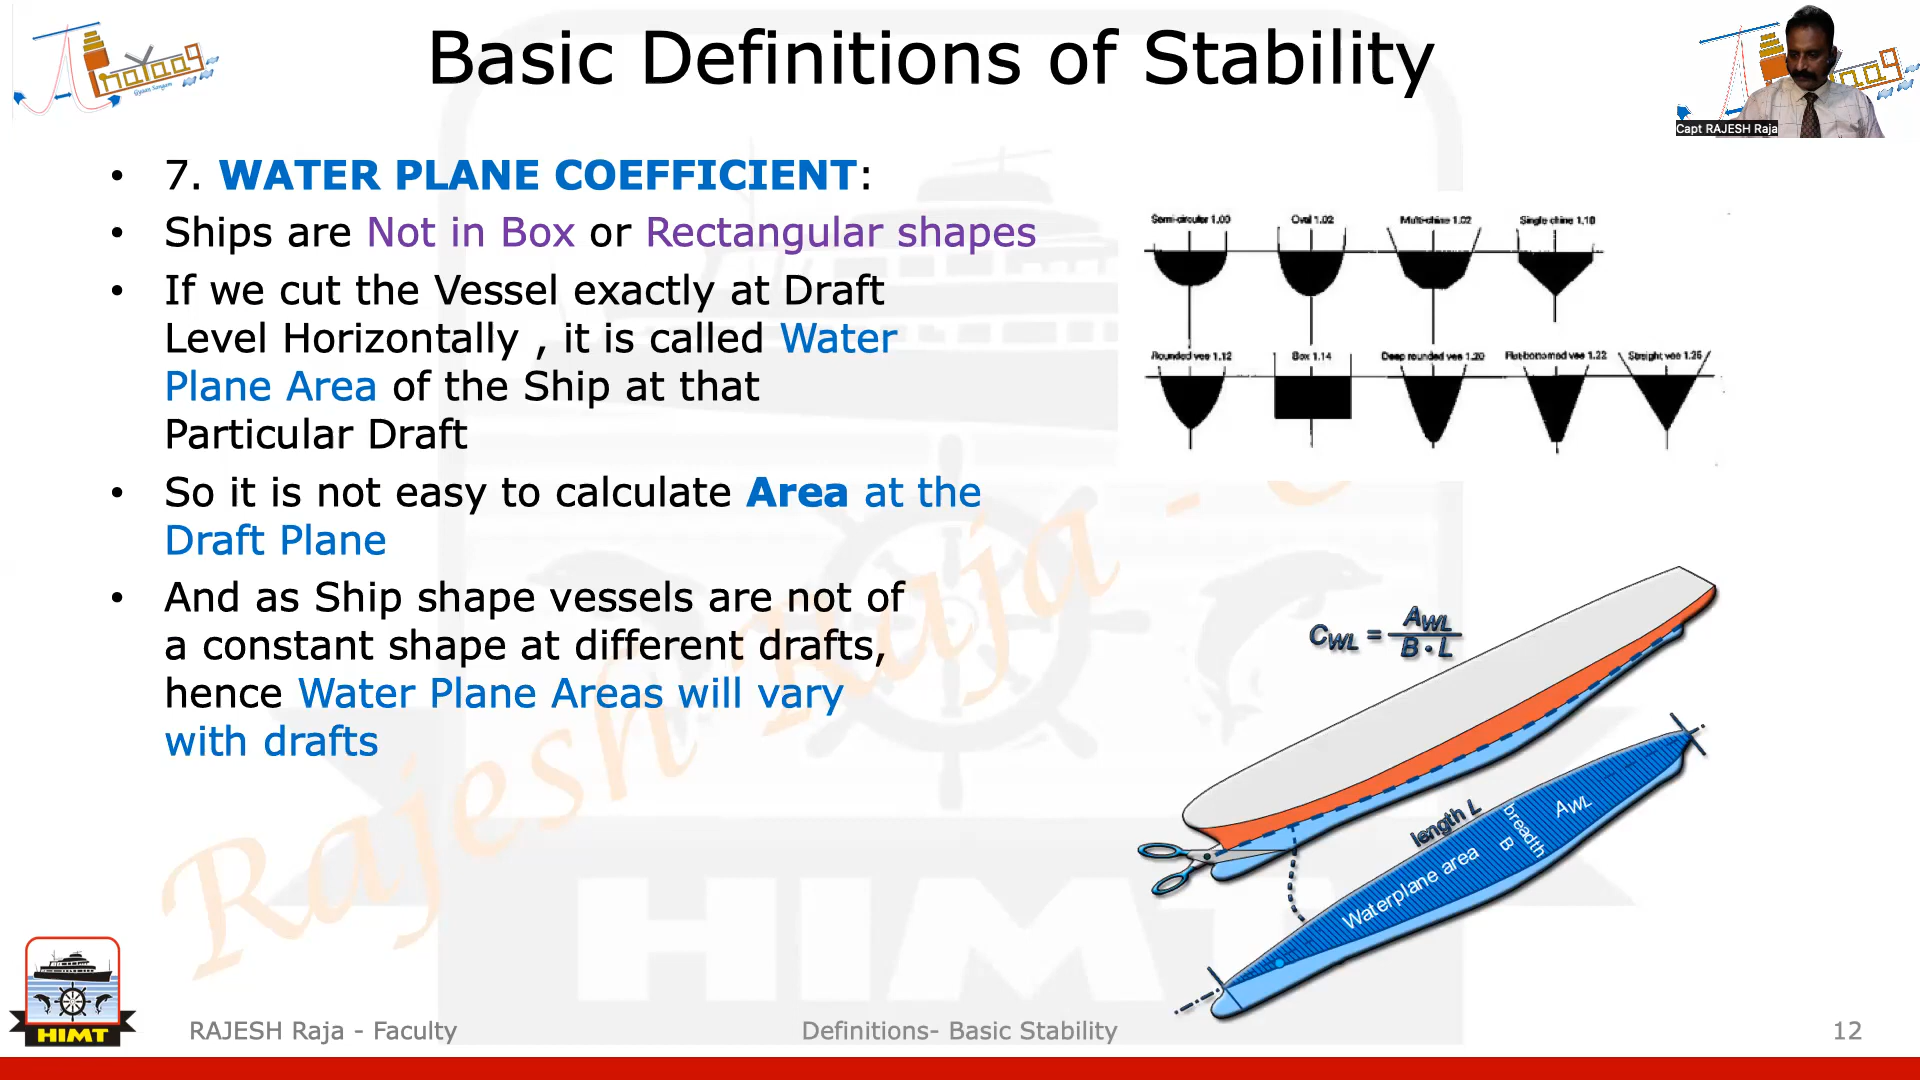 Basic Definitions of Stability
Capt RAJESH Raja
• 7. WATER PLANE COEFFICIENT:
• Ships are Not in Box or Rectangular shapes
• If we cut the Vessel exactly at Draft
Level Horizontally , it is called Water
Plane Area of the Ship at that
Particular Draft
• So it is not easy to calculate Area at the
Draft Plane
• And as Ship shape vessels are not of
a constant shape at different drafts,
hence Water Plane Areas will vary
with drafts
Semi-circular 1.00 Oval 1.02 Multi-chine 1.02 Single chine 1.10
Rounded vee 1.12 Box 1.14 Deep rounded vee 1.20 Flat-bottomed vee 1.22 Straight vee 1.25
CWL = AWL
B • L
length L
breadth
B
AWL
Waterplane area
Rajesh Raja -
HIMT
HIMT
RAJESH Raja - Faculty
Definitions- Basic Stability
12